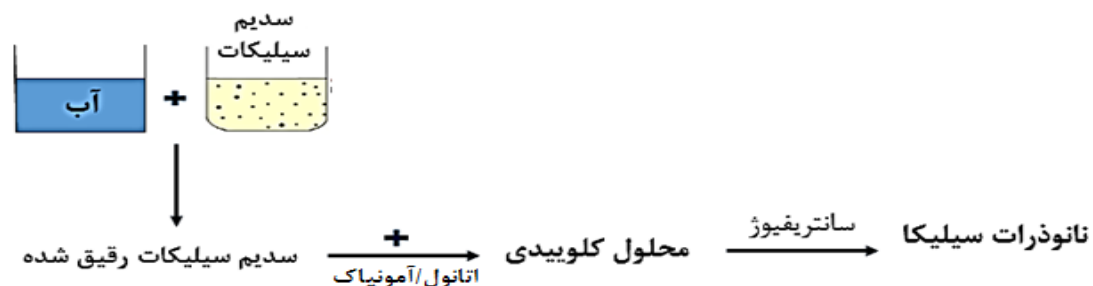 سدیم
سیلیکات
آب
+
سدیم سیلیکات رقیق شده
+
اتانول/آمونیاک
محلول کلوییدی
سانتریفیوژ
نانوذرات سیلیکا